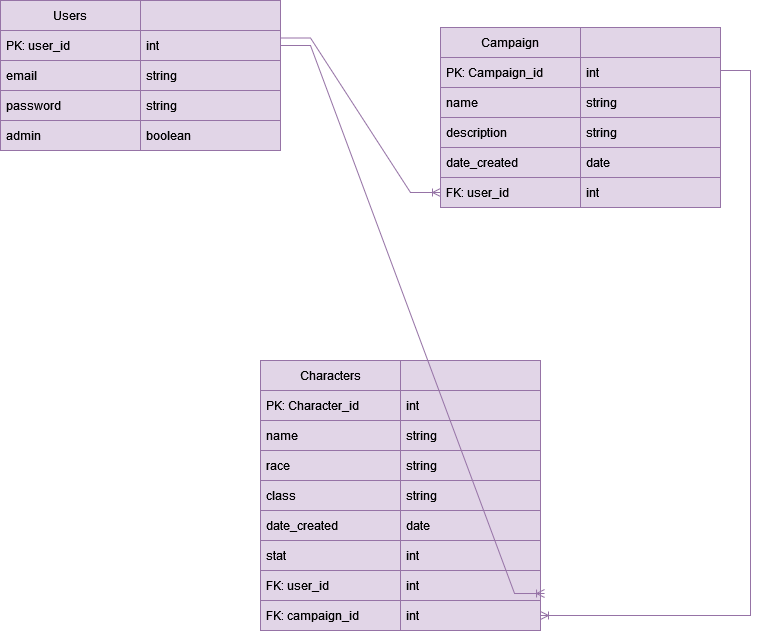 Users
PK: user_id int
email string
password string
admin boolean
Campaign
PK: Campaign_id int
name string
description string
date_created date
FK: user_id int
Characters
PK: Character_id int
name string
race string
class string
date_created date
stat int
FK: user_id int
FK: campaign_id int